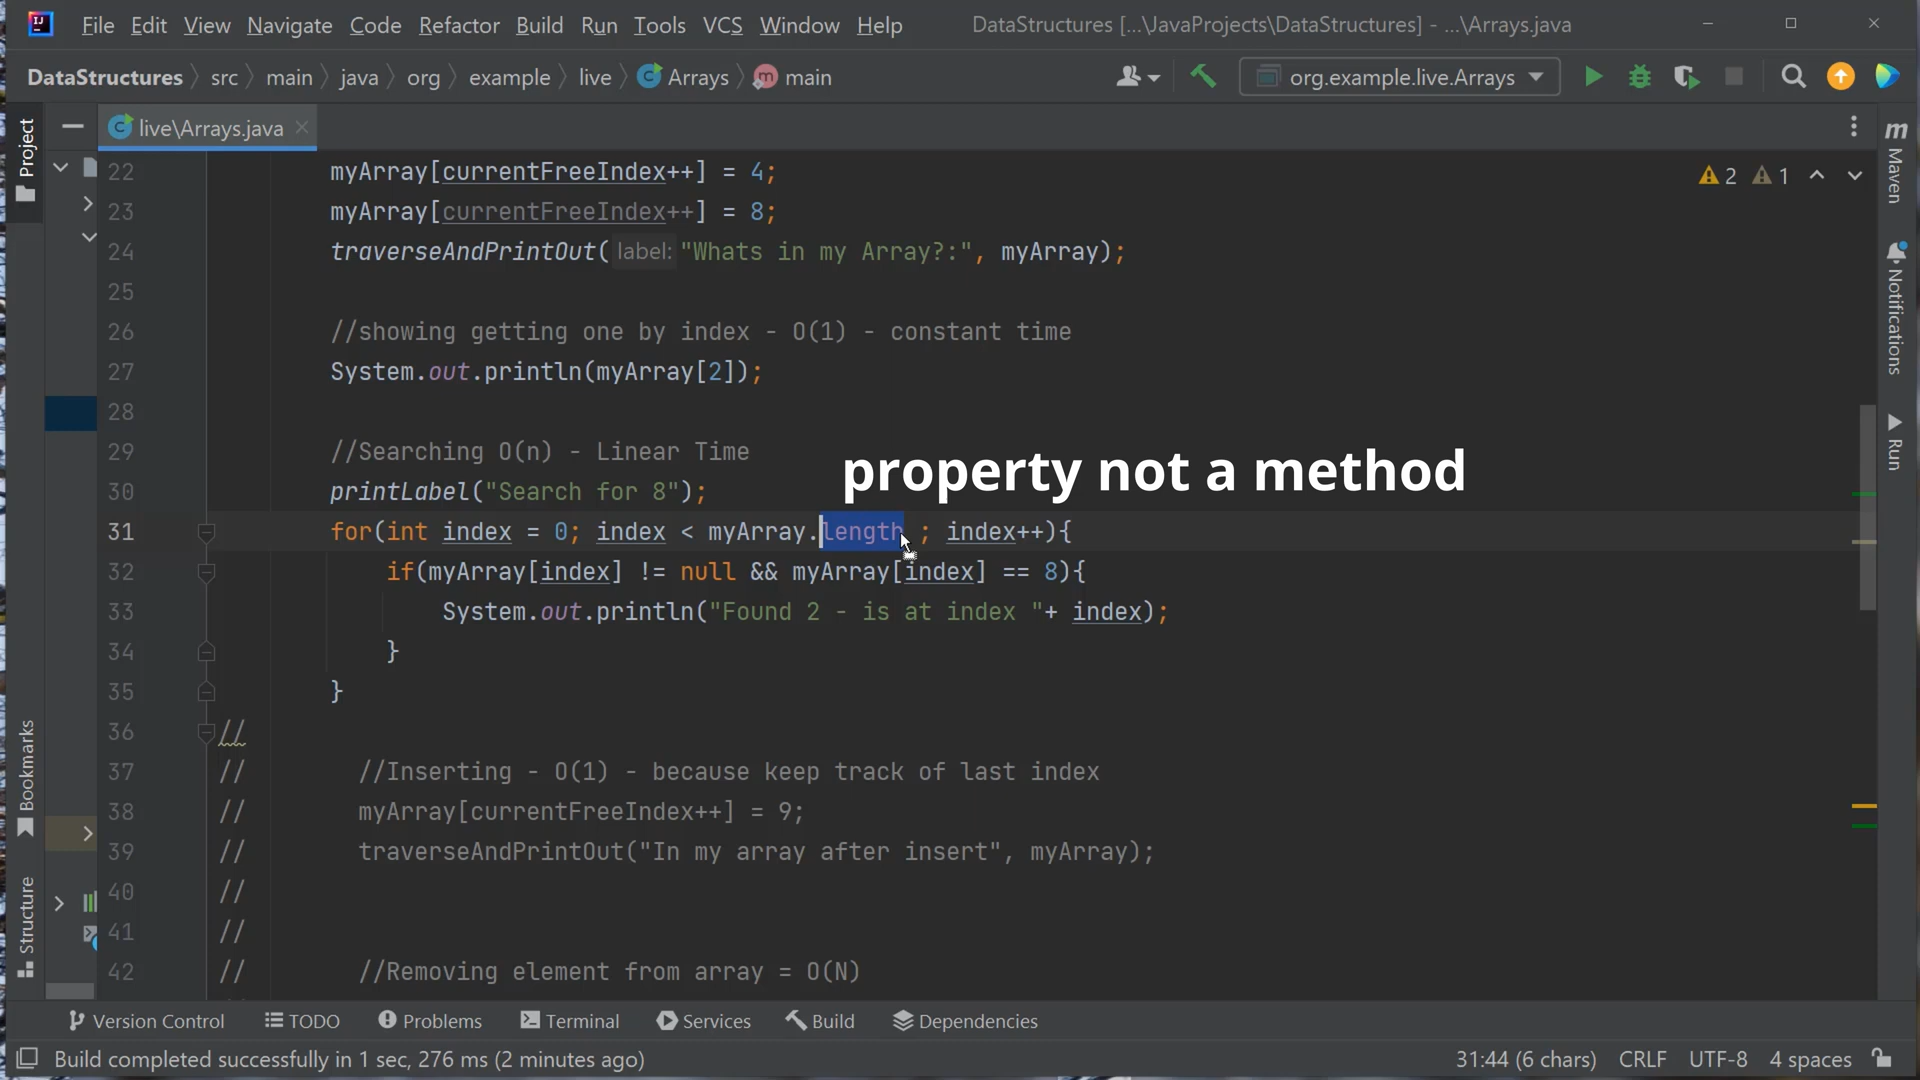 File Edit View Navigate Code Refactor Build Run Tools VCS Window Help DataStructures [...\JavaProjects\DataStructures] - ...\Arrays.java
DataStructures src main java org example live Arrays main org.example.live.Arrays
Project
live\Arrays.java
2 1
Maven
Notifications
Run
22 myArray[currentFreeIndex++] = 4;
23 myArray[currentFreeIndex++] = 8;
24 traverseAndPrintOut( label: "Whats in my Array?:", myArray);
25
26 //showing getting one by index - O(1) - constant time
27 System.out.println(myArray[2]);
28
29 //Searching O(n) - Linear Time
property not a method
30 printLabel("Search for 8");
31 for(int index = 0; index < myArray.length ; index++){
32 if(myArray[index] != null && myArray[index] == 8){
33 System.out.println("Found 2 - is at index "+ index);
34 }
35 }
36 //
37 // //Inserting - O(1) - because keep track of last index
38 // myArray[currentFreeIndex++] = 9;
39 // traverseAndPrintOut("In my array after insert", myArray);
40 //
41 //
42 // //Removing element from array = O(N)
Bookmarks
Structure
Version Control TODO Problems Terminal Services Build Dependencies
Build completed successfully in 1 sec, 276 ms (2 minutes ago) 31:44 (6 chars) CRLF UTF-8 4 spaces